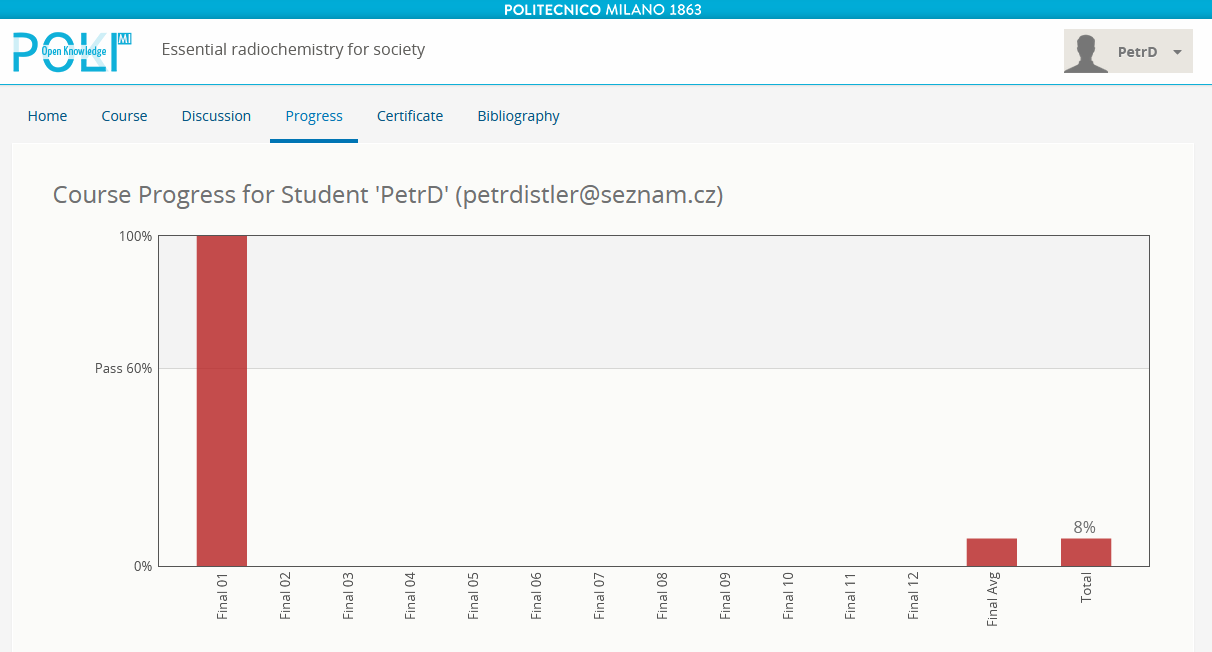 POLITECNICO MILANO 1863
POLI MI
Open Knowledge
Essential radiochemistry for society
PetrD
Home Course Discussion Progress Certificate Bibliography
Course Progress for Student 'PetrD' (petrdistler@seznam.cz)
100%
Pass 60%
8%
0%
Final 01
Final 02
Final 03
Final 04
Final 05
Final 06
Final 07
Final 08
Final 09
Final 10
Final 11
Final 12
Final Avg
Total